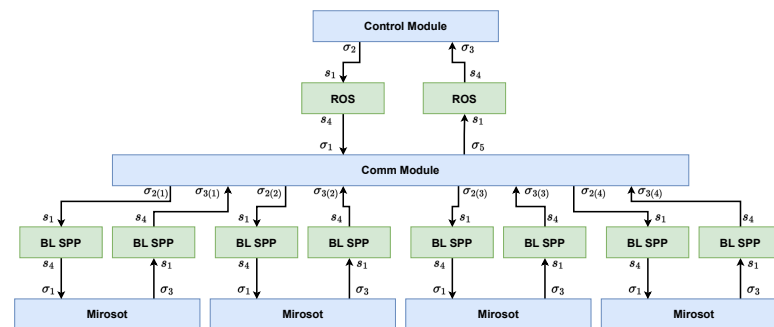 Control Module
σ₂ σ₃
s₁ s₄
ROS ROS
s₄ s₁
σ₁ σ₅
Comm Module
σ₂₍₁₎ σ₃₍₁₎ σ₂₍₂₎ σ₃₍₂₎ σ₂₍₃₎ σ₃₍₃₎ σ₂₍₄₎ σ₃₍₄₎
s₁ s₄ s₁ s₄ s₁ s₄ s₁ s₄
BL SPP BL SPP BL SPP BL SPP BL SPP BL SPP BL SPP BL SPP
s₄ s₁ s₄ s₁ s₄ s₁ s₄ s₁
σ₁ σ₃ σ₁ σ₃ σ₁ σ₃ σ₁ σ₃
Mirosot Mirosot Mirosot Mirosot